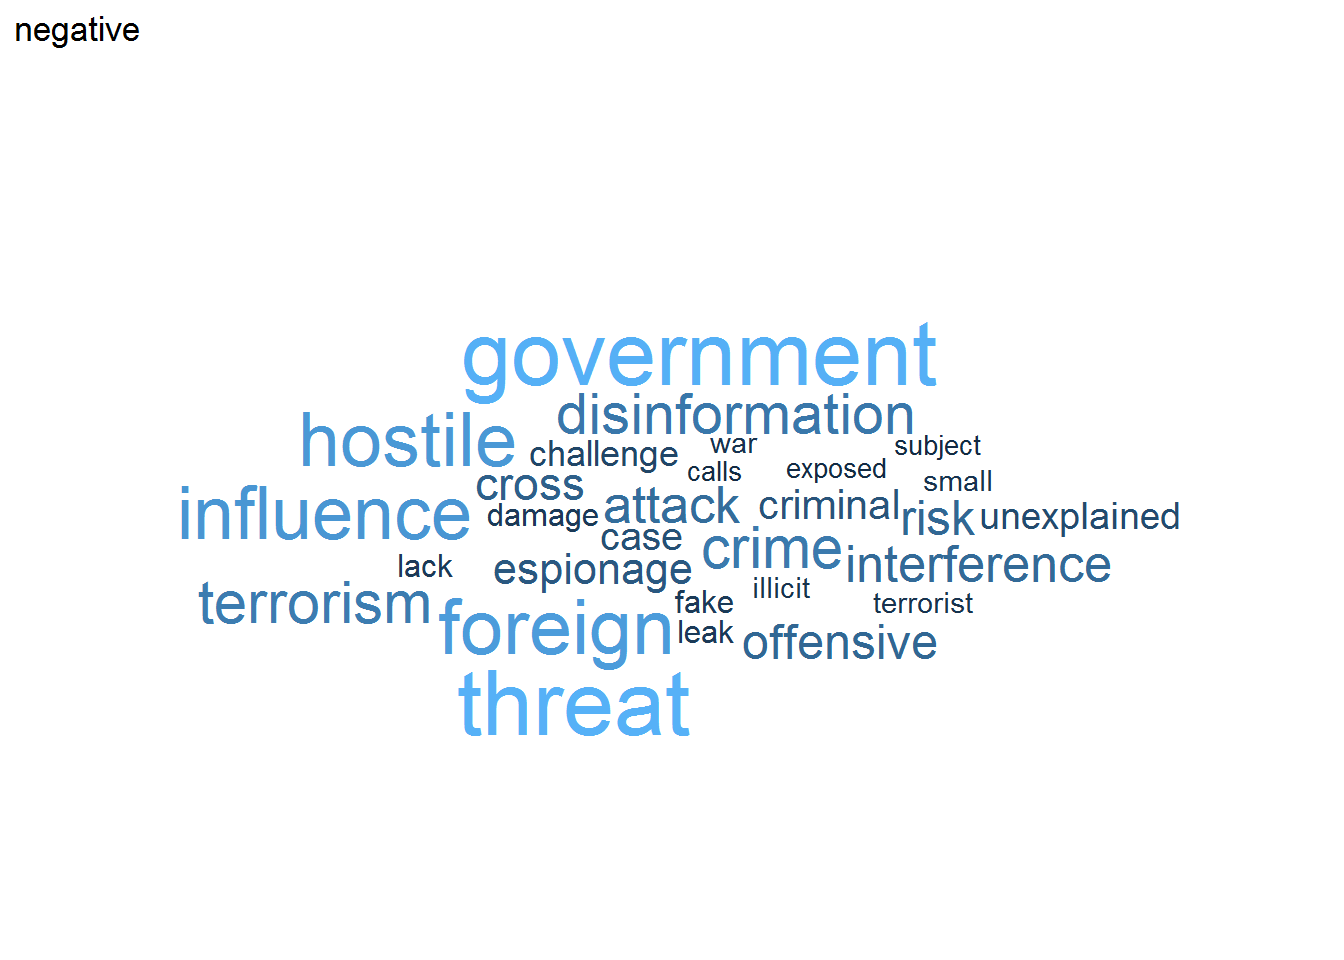 negative
government
disinformation
hostile
challenge
war
subject
calls
exposed
small
cross
influence
damage
attack
criminal
risk
unexplained
case
crime
interference
lack
espionage
illicit
terrorism
fake
terrorist
foreign
leak
offensive
threat